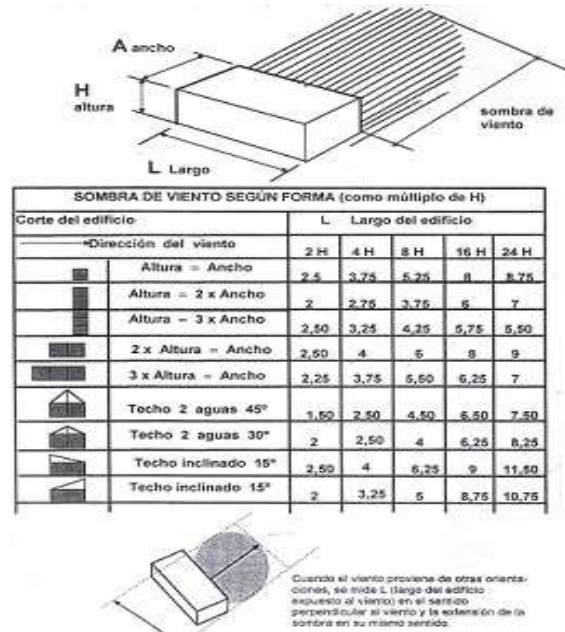 A ancho
H
altura
sombra de
viento
L Largo
SOMBRA DE VIENTO SEGÚN FORMA (como múltiplo de H)
Corte del edificio L Largo del edificio
Dirección del viento 2 H 4 H 8 H 16 H 24 H
Altura = Ancho 2.5 3,75 5,25 8 8,75
Altura = 2 x Ancho 2 2,75 3,75 6 7
Altura = 3 x Ancho 2,50 3,25 4,25 5,75 5,50
2 x Altura = Ancho 2,50 4 6 8 9
3 x Altura = Ancho 2,25 3,75 5,50 6,25 7
Techo 2 aguas 45º 1,50 2,50 4,50 6,50 7,50
Techo 2 aguas 30º 2 2,50 4 6,25 8,25
Techo inclinado 15º 2,50 4 6,25 9 11,50
Techo inclinado 15º 2 3,25 5 8,75 10,75
Cuando el viento proviene de otras orienta-
ciones, se mide L (largo del edificio
expuesto al viento) en el sentido
perpendicular al viento y la extensión de la
sombra en su mismo sentido.